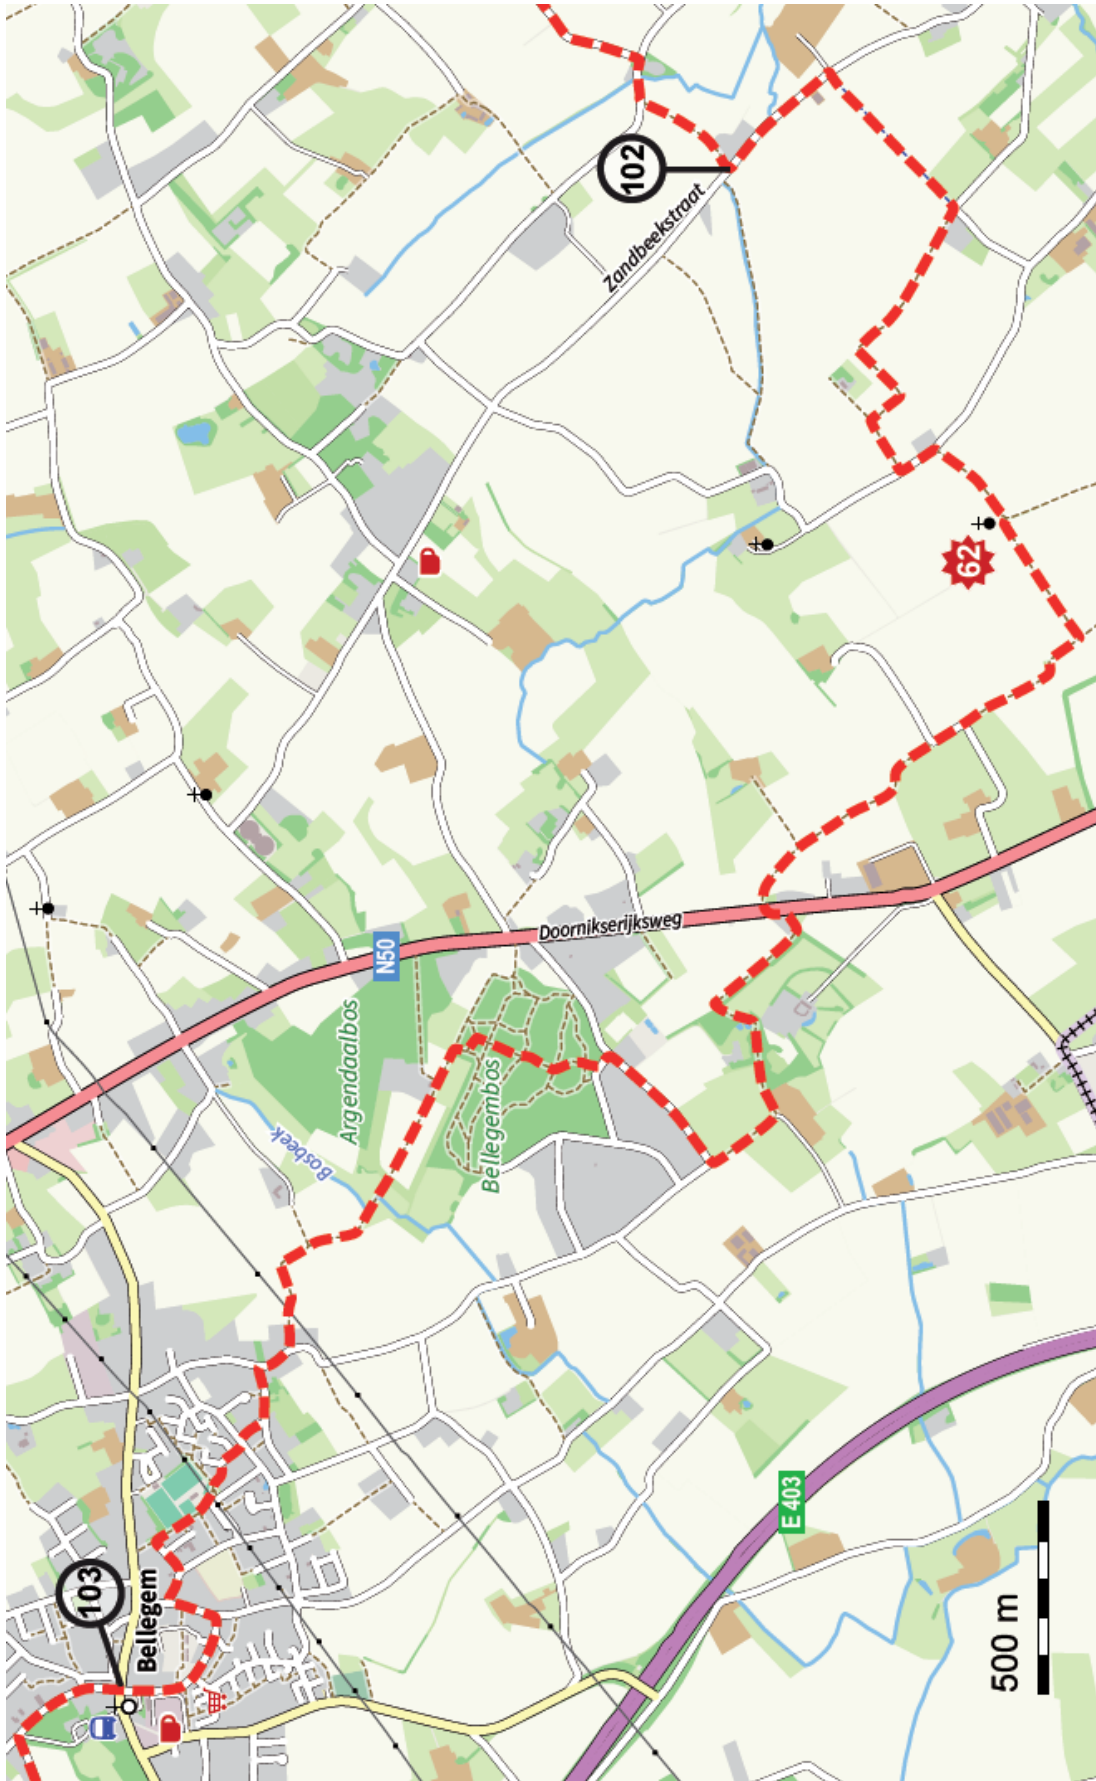 103
Bellegem
Bosbeek
Argendaalbos
Bellegembos
N50
Doornikserijksweg
Zandbeekstraat
102
62
E 403
500 m